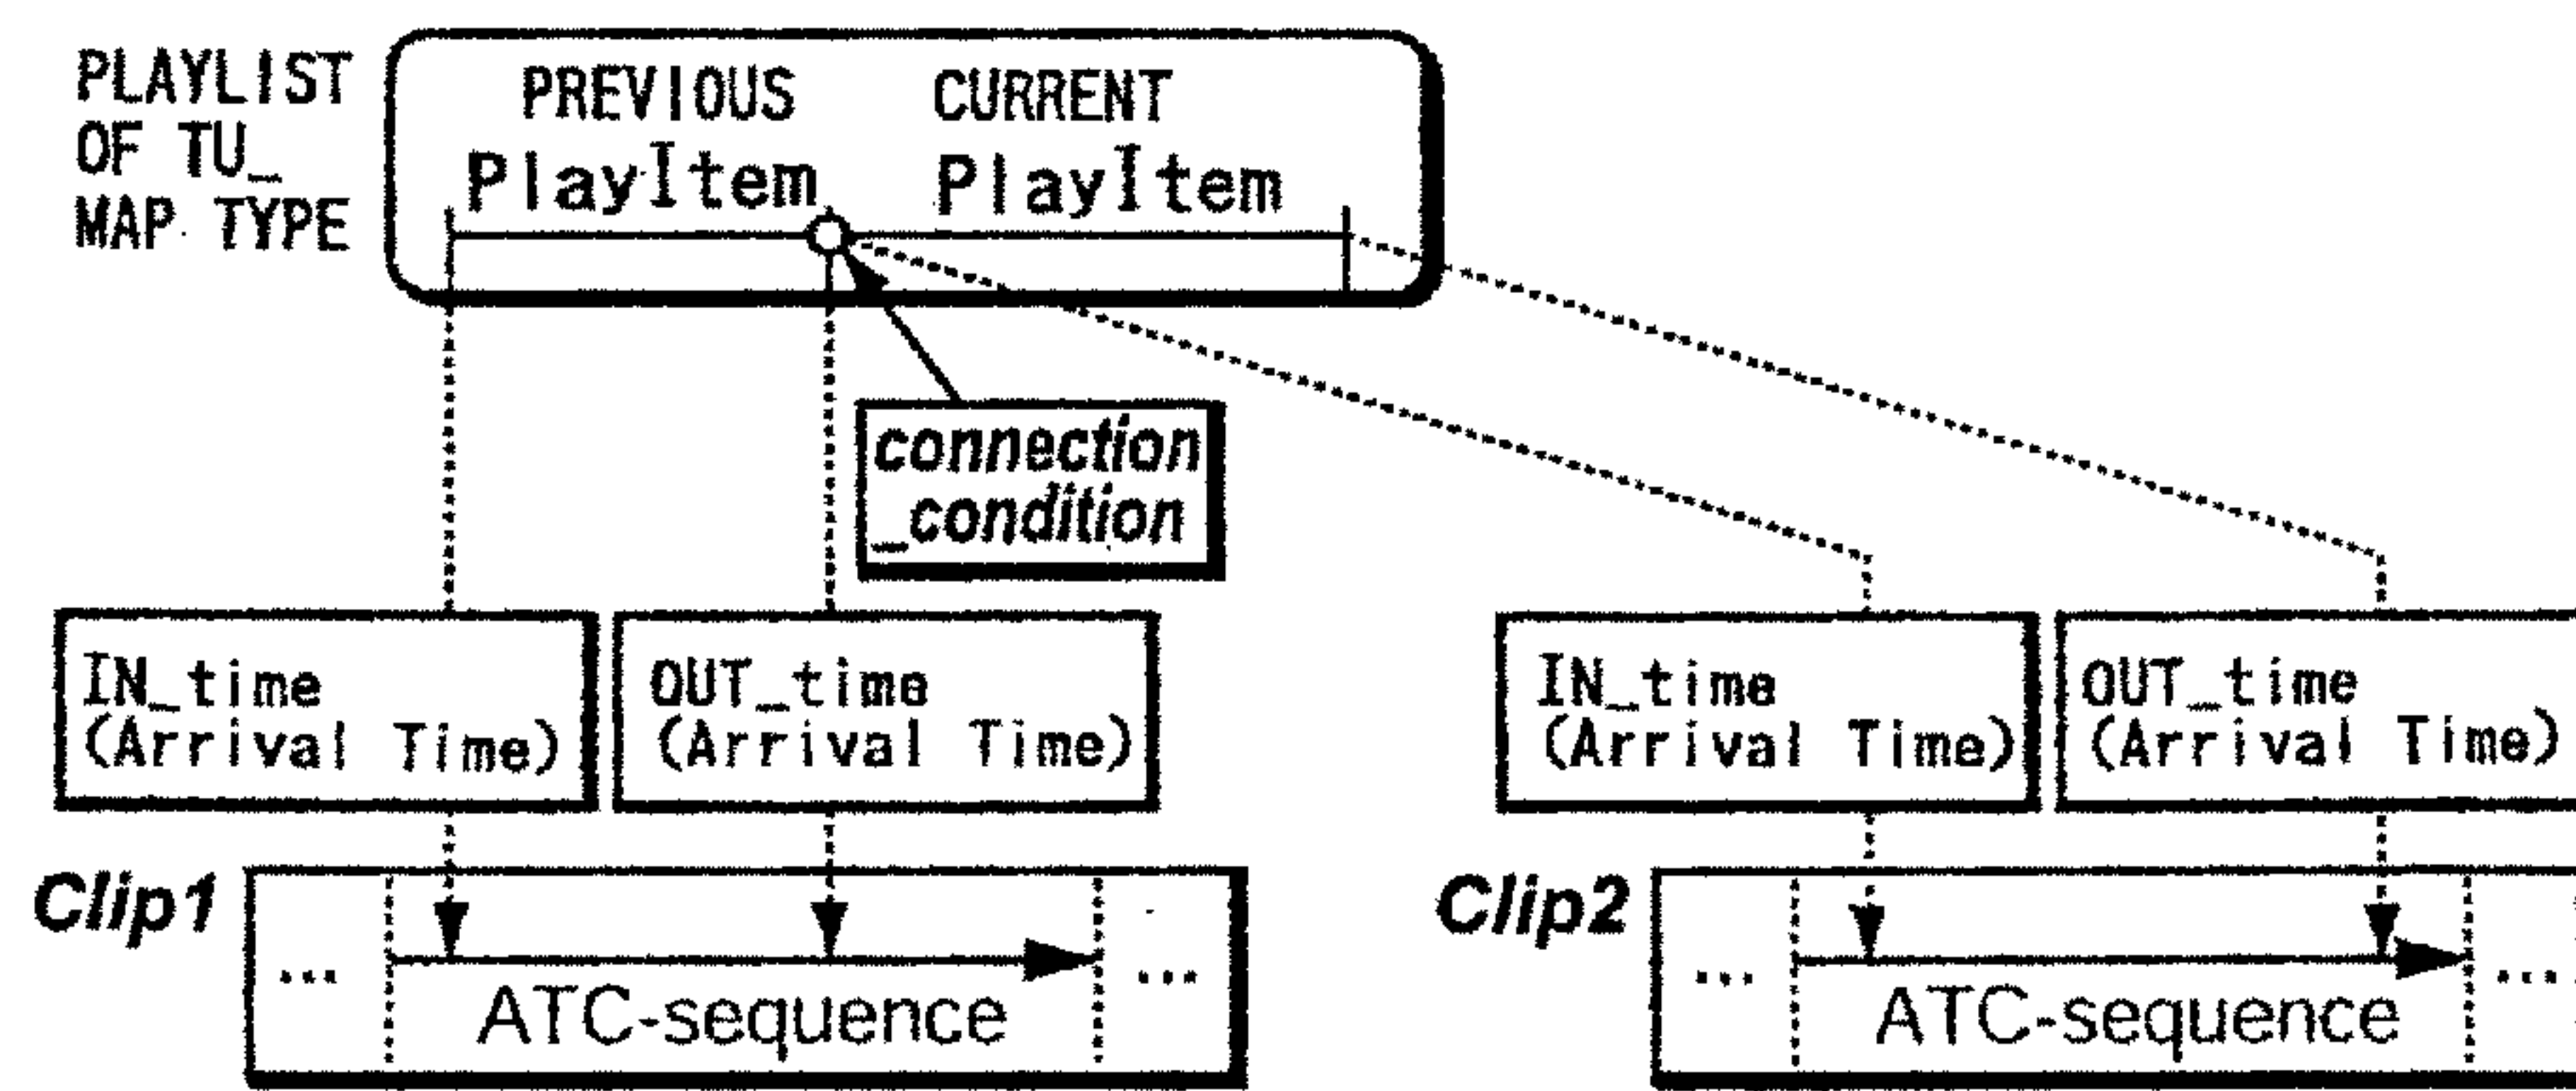 PLAYLIST
OF TU_
MAP TYPE
PREVIOUS
PlayItem
CURRENT
PlayItem
connection
_condition
IN_time
(Arrival Time)
OUT_time
(Arrival Time)
IN_time
(Arrival Time)
OUT_time
(Arrival Time)
Clip1
...
ATC-sequence
...
Clip2
...
ATC-sequence
...